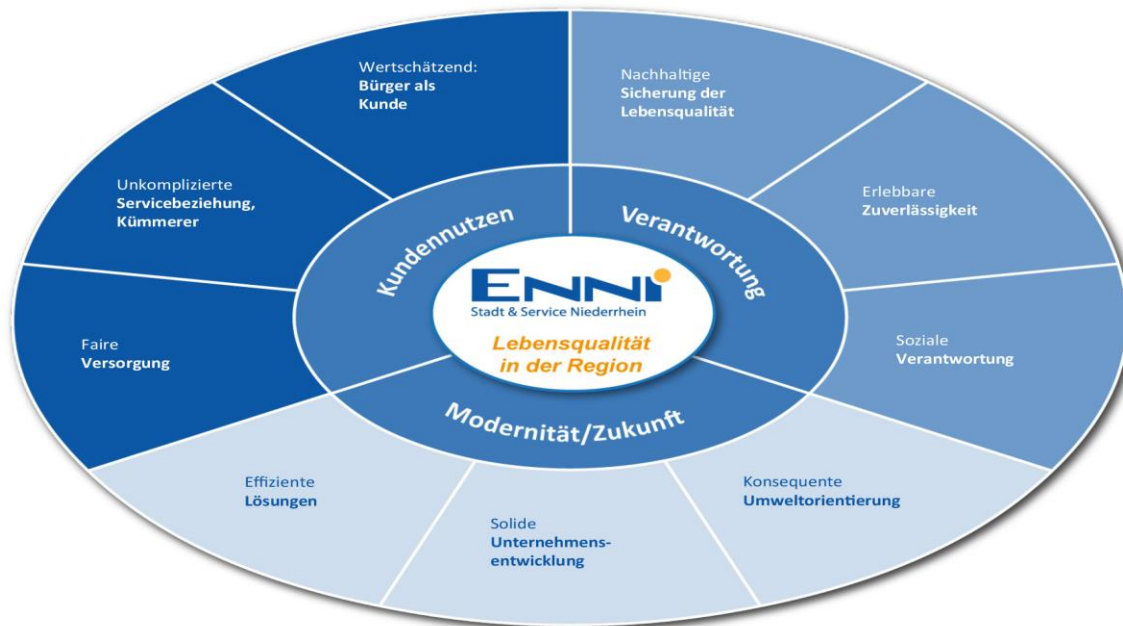 Wertschätzend:
Bürger als
Kunde
Nachhaltige
Sicherung der
Lebensqualität
Unkomplizierte
Servicebeziehung,
Kümmerer
Erlebbare
Zuverlässigkeit
Kundennutzen
Verantwortung
ENNI
Stadt & Service Niederrhein
Lebensqualität
in der Region
Faire
Versorgung
Soziale
Verantwortung
Modernität/Zukunft
Effiziente
Lösungen
Solide
Unternehmens-
entwicklung
Konsequente
Umweltorientierung